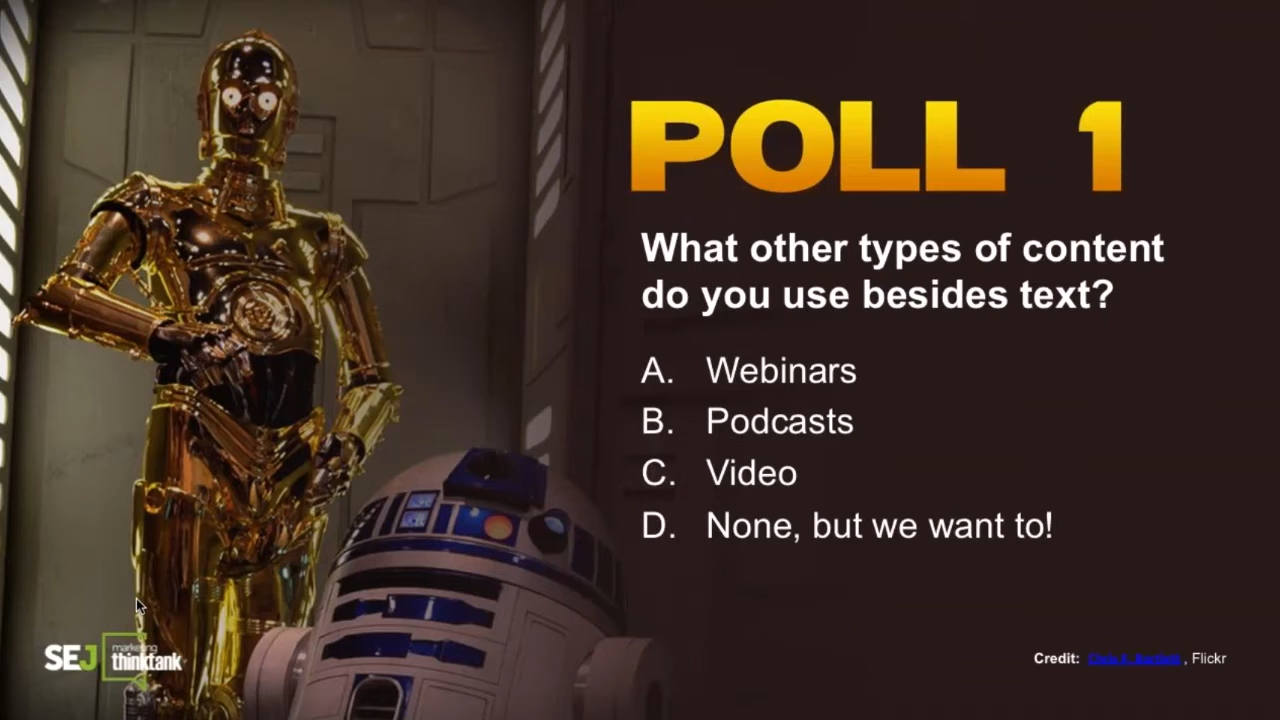 POLL 1
What other types of content
do you use besides text?
A. Webinars
B. Podcasts
C. Video
D. None, but we want to!
SEJ marketing
thinktank
Credit: , Flickr